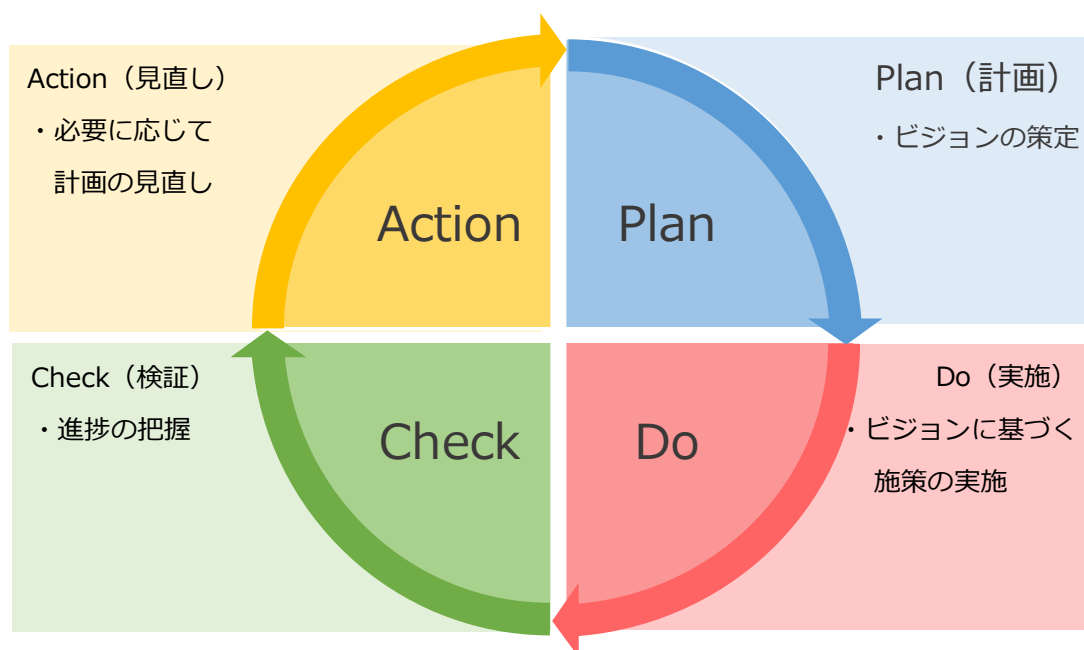 Action（見直し）
・必要に応じて
計画の見直し
Action
Plan（計画）
・ビジョンの策定
Plan
Check（検証）
・進捗の把握
Check
Do（実施）
・ビジョンに基づく
施策の実施
Do